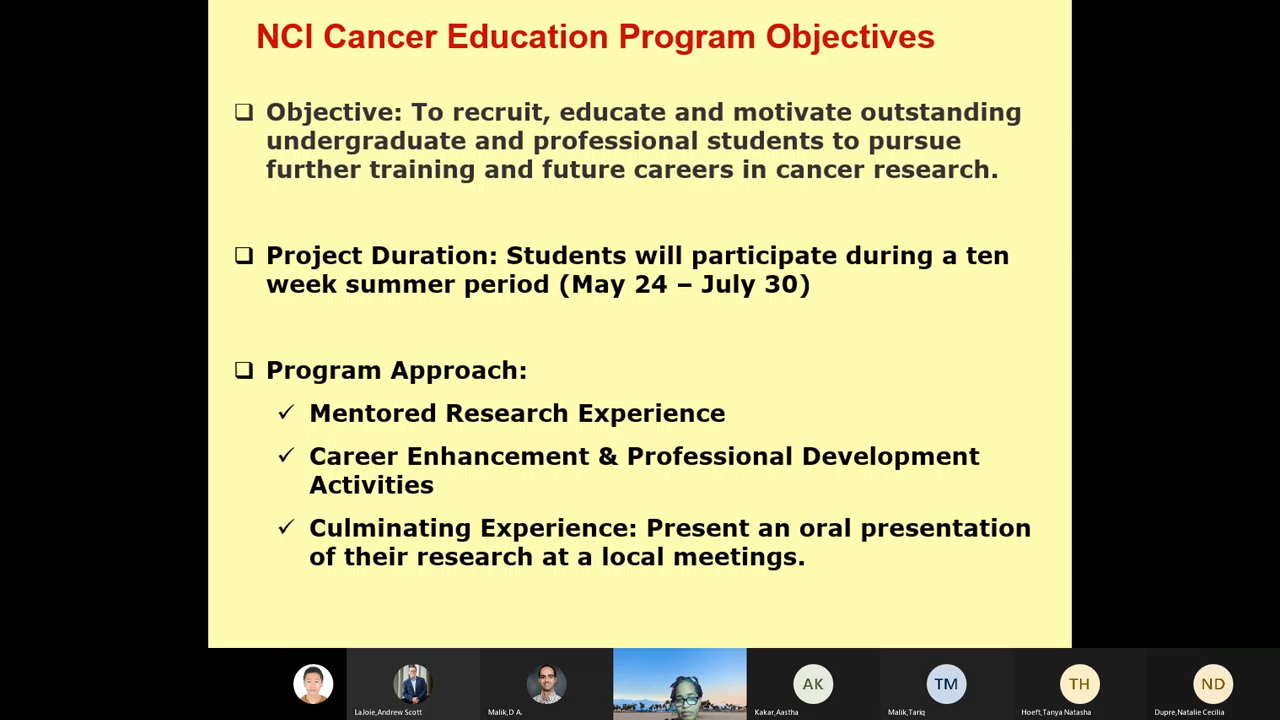 NCI Cancer Education Program Objectives
Objective: To recruit, educate and motivate outstanding
undergraduate and professional students to pursue
further training and future careers in cancer research.
Project Duration: Students will participate during a ten
week summer period (May 24 – July 30)
Program Approach:
Mentored Research Experience
Career Enhancement & Professional Development
Activities
Culminating Experience: Present an oral presentation
of their research at a local meetings.
AK
TM
TH
ND
LaJoie,Andrew Scott
Malik,D A.
Kakar,Aastha
Malik,Tariq
Hoeft,Tanya Natasha
Dupre,Natalie Cecilia